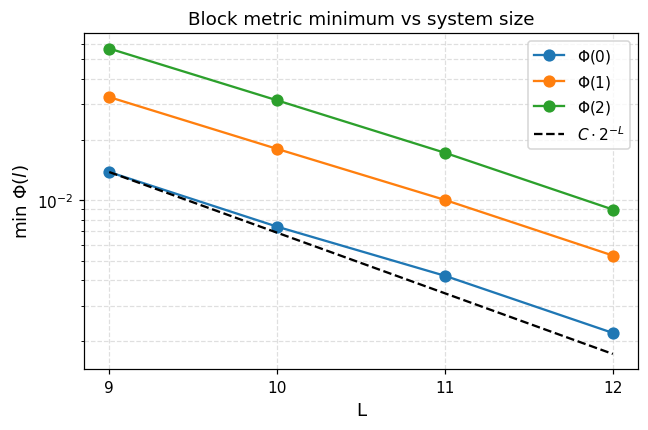 Block metric minimum vs system size
min Φ(l)
10⁻²
Φ(0)
Φ(1)
Φ(2)
C · 2⁻ᴸ
9
10
11
12
L